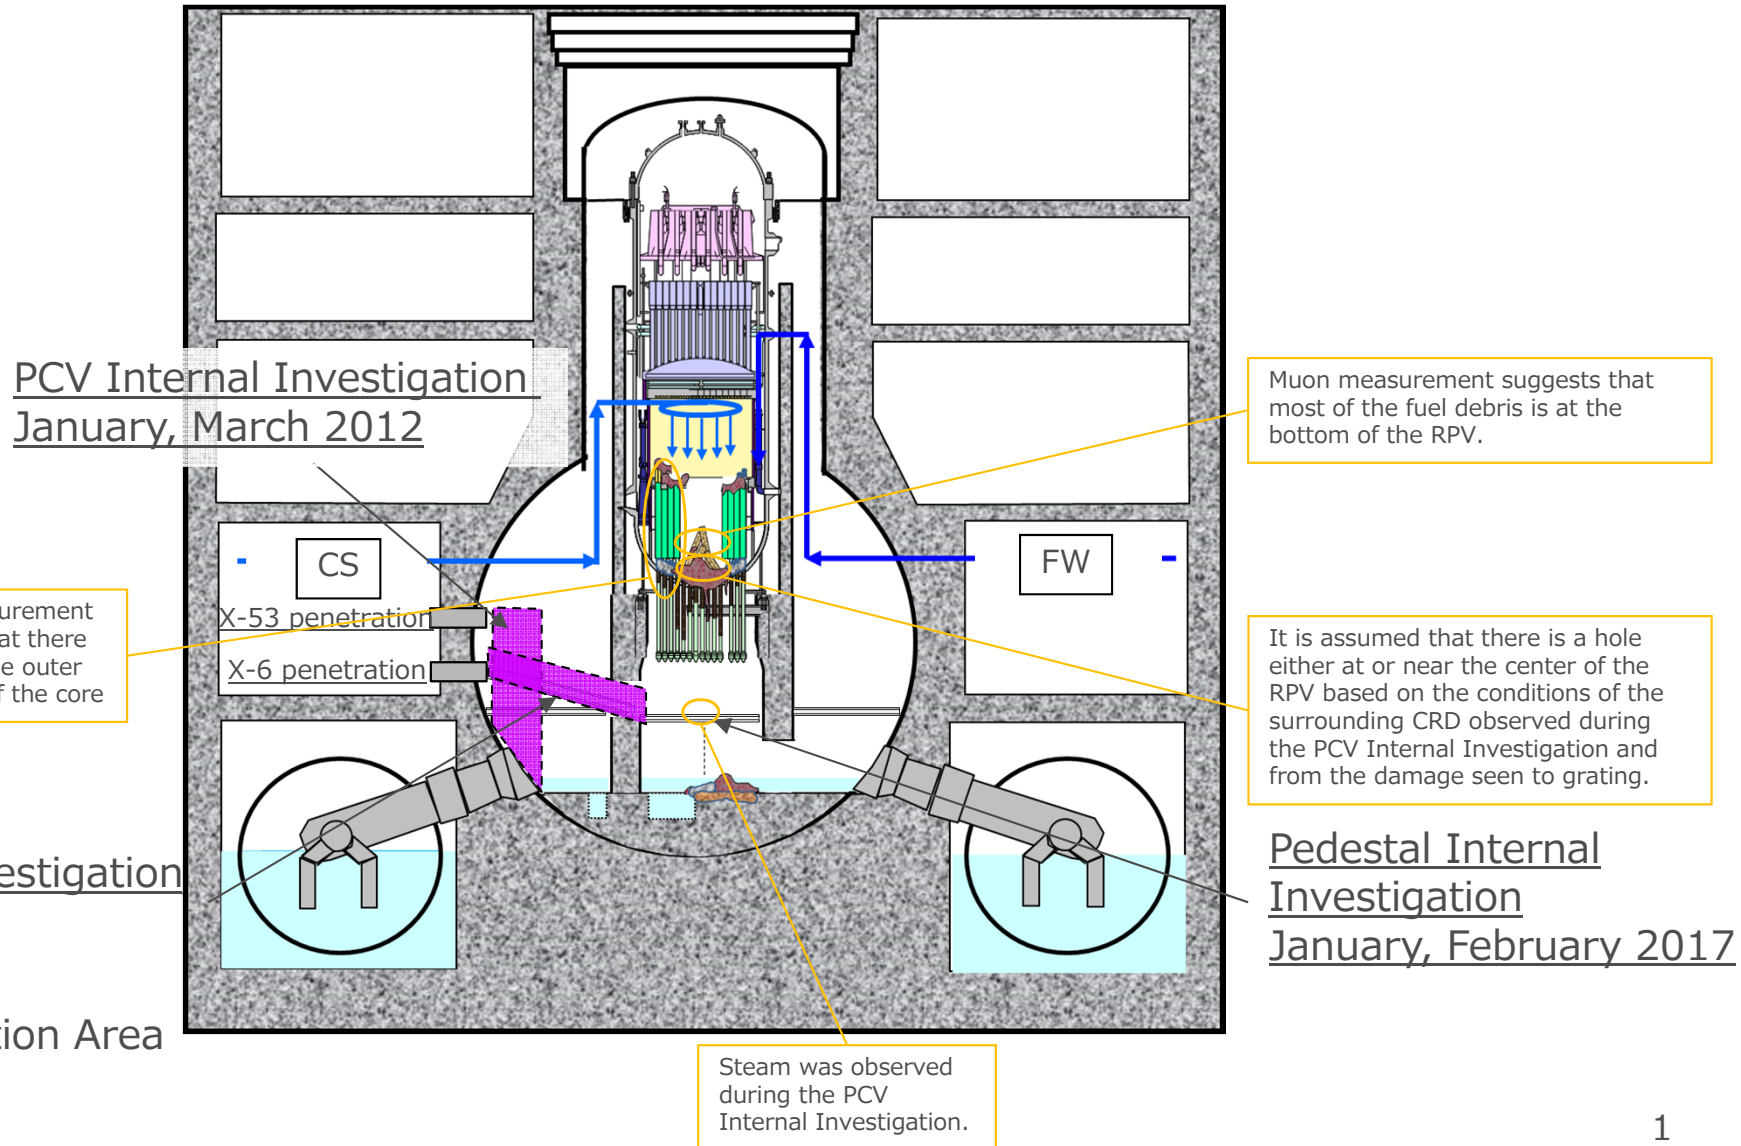 PCV Internal Investigation
January, March 2012
Muon measurement suggests that
most of the fuel debris is at the
bottom of the RPV.
CS
FW
X-53 penetration
X-6 penetration
urement
at there
e outer
f the core
It is assumed that there is a hole
either at or near the center of the
RPV based on the conditions of the
surrounding CRD observed during
the PCV Internal Investigation and
from the damage seen to grating.
estigation
Pedestal Internal
Investigation
January, February 2017
tion Area
Steam was observed
during the PCV
Internal Investigation.
1